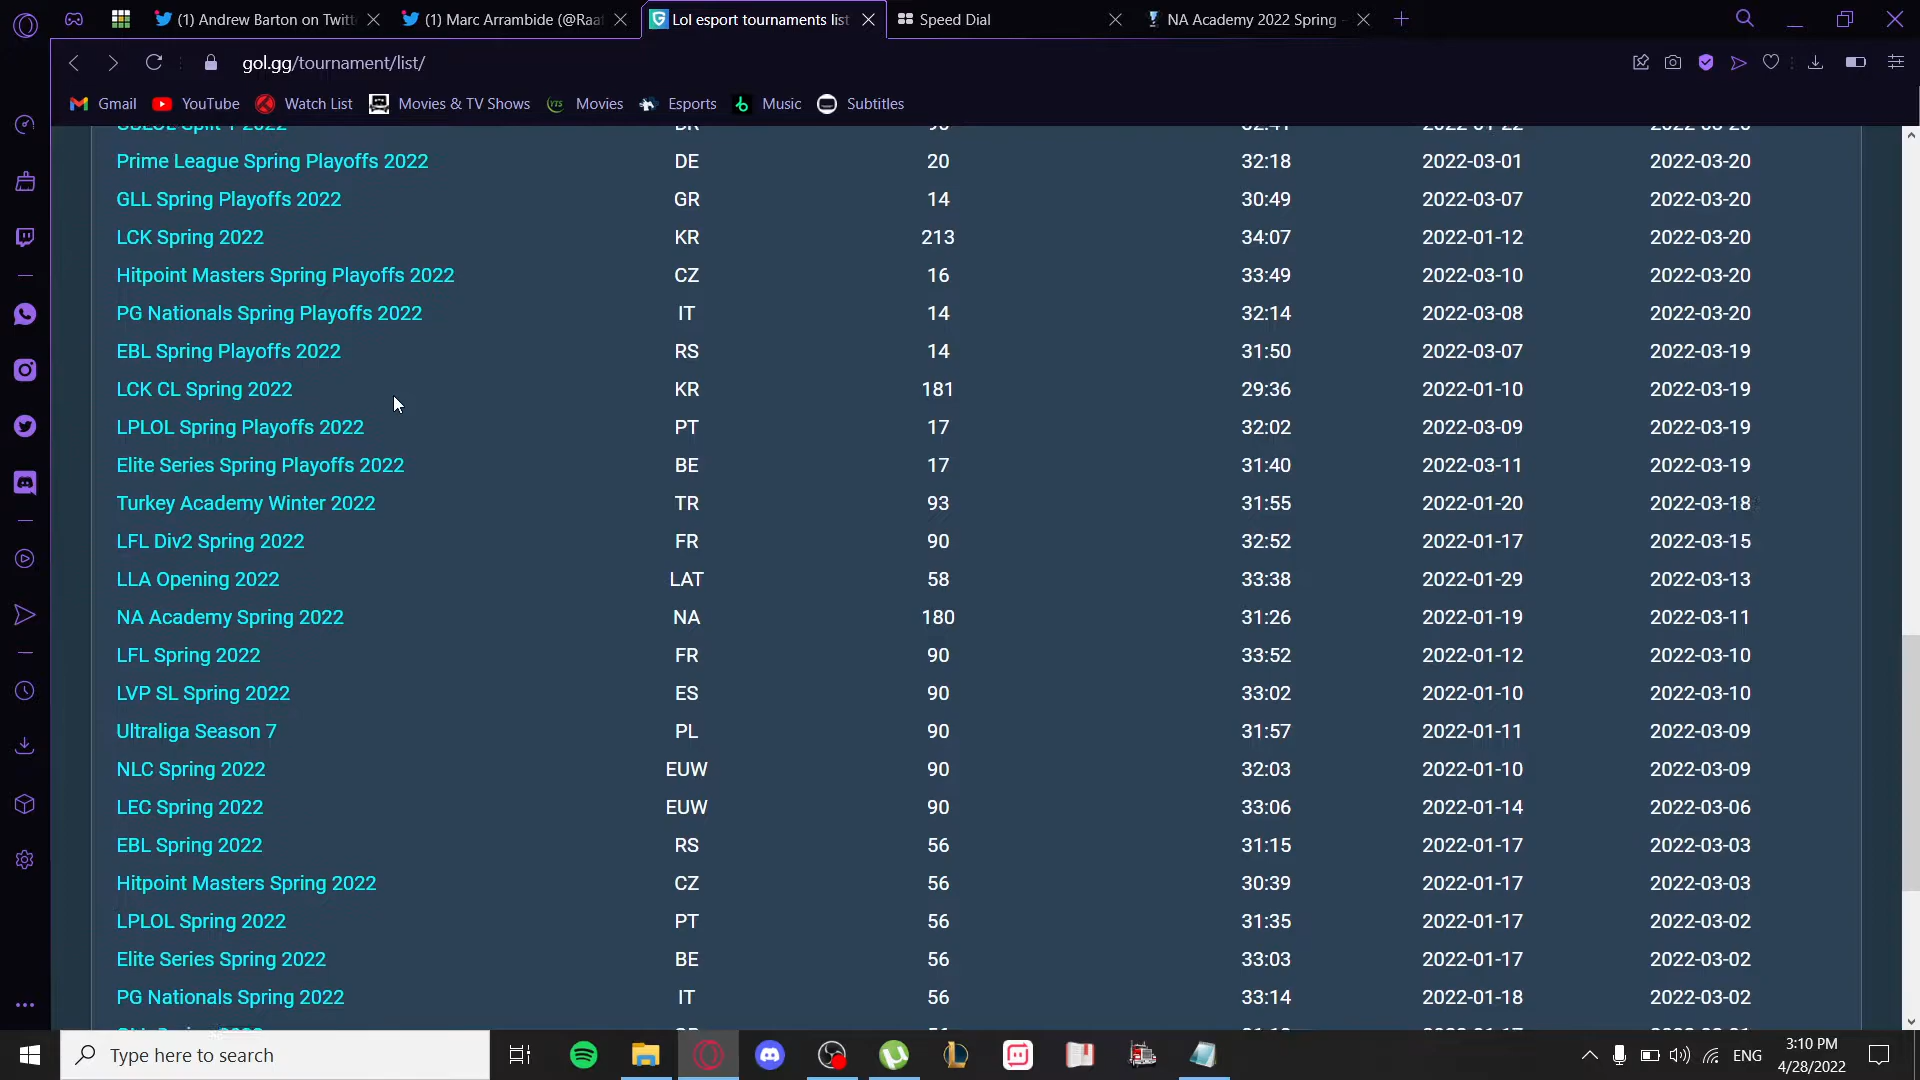 (1) Andrew Barton on Twitt
(1) Marc Arrambide (@Raa
Lol esport tournaments list
Speed Dial
NA Academy 2022 Spring -
gol.gg/tournament/list/
Gmail YouTube Watch List Movies & TV Shows Movies Esports Music Subtitles
Prime League Spring Playoffs 2022 DE 20 32:18 2022-03-01 2022-03-20
GLL Spring Playoffs 2022 GR 14 30:49 2022-03-07 2022-03-20
LCK Spring 2022 KR 213 34:07 2022-01-12 2022-03-20
Hitpoint Masters Spring Playoffs 2022 CZ 16 33:49 2022-03-10 2022-03-20
PG Nationals Spring Playoffs 2022 IT 14 32:14 2022-03-08 2022-03-20
EBL Spring Playoffs 2022 RS 14 31:50 2022-03-07 2022-03-19
LCK CL Spring 2022 KR 181 29:36 2022-01-10 2022-03-19
LPLOL Spring Playoffs 2022 PT 17 32:02 2022-03-09 2022-03-19
Elite Series Spring Playoffs 2022 BE 17 31:40 2022-03-11 2022-03-19
Turkey Academy Winter 2022 TR 93 31:55 2022-01-20 2022-03-18
LFL Div2 Spring 2022 FR 90 32:52 2022-01-17 2022-03-15
LLA Opening 2022 LAT 58 33:38 2022-01-29 2022-03-13
NA Academy Spring 2022 NA 180 31:26 2022-01-19 2022-03-11
LFL Spring 2022 FR 90 33:52 2022-01-12 2022-03-10
LVP SL Spring 2022 ES 90 33:02 2022-01-10 2022-03-10
Ultraliga Season 7 PL 90 31:57 2022-01-11 2022-03-09
NLC Spring 2022 EUW 90 32:03 2022-01-10 2022-03-09
LEC Spring 2022 EUW 90 33:06 2022-01-14 2022-03-06
EBL Spring 2022 RS 56 31:15 2022-01-17 2022-03-03
Hitpoint Masters Spring 2022 CZ 56 30:39 2022-01-17 2022-03-03
LPLOL Spring 2022 PT 56 31:35 2022-01-17 2022-03-02
Elite Series Spring 2022 BE 56 33:03 2022-01-17 2022-03-02
PG Nationals Spring 2022 IT 56 33:14 2022-01-18 2022-03-02
Type here to search
ENG
3:10 PM
4/28/2022